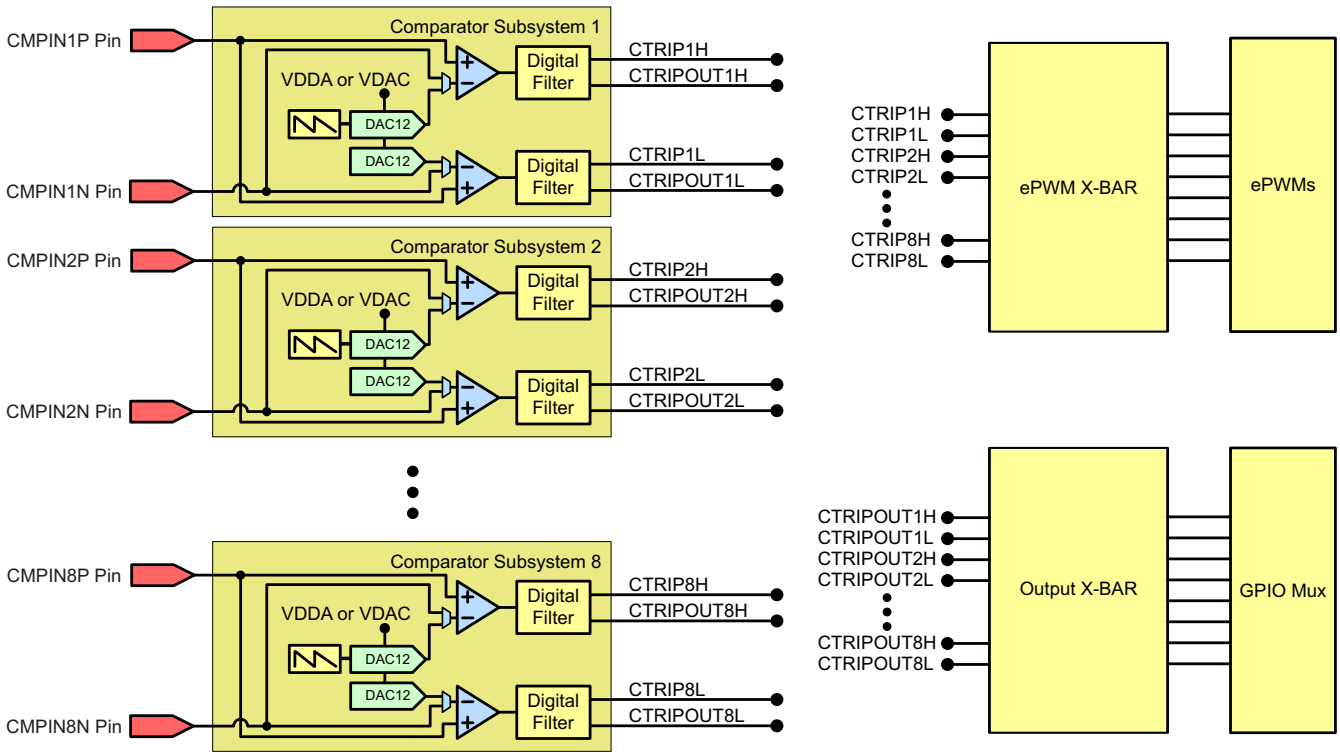 Comparator Subsystem 1
CMPIN1P Pin
VDDA or VDAC
DAC12
DAC12
Digital
Filter
Digital
Filter
CTRIP1H
CTRIPOUT1H
CTRIP1L
CTRIPOUT1L
CMPIN1N Pin
Comparator Subsystem 2
CMPIN2P Pin
VDDA or VDAC
DAC12
DAC12
Digital
Filter
Digital
Filter
CTRIP2H
CTRIPOUT2H
CTRIP2L
CTRIPOUT2L
CMPIN2N Pin
Comparator Subsystem 8
CMPIN8P Pin
VDDA or VDAC
DAC12
DAC12
Digital
Filter
Digital
Filter
CTRIP8H
CTRIPOUT8H
CTRIP8L
CTRIPOUT8L
CMPIN8N Pin
CTRIP1H
CTRIP1L
CTRIP2H
CTRIP2L
CTRIP8H
CTRIP8L
ePWM X-BAR
ePWMs
CTRIPOUT1H
CTRIPOUT1L
CTRIPOUT2H
CTRIPOUT2L
CTRIPOUT8H
CTRIPOUT8L
Output X-BAR
GPIO Mux